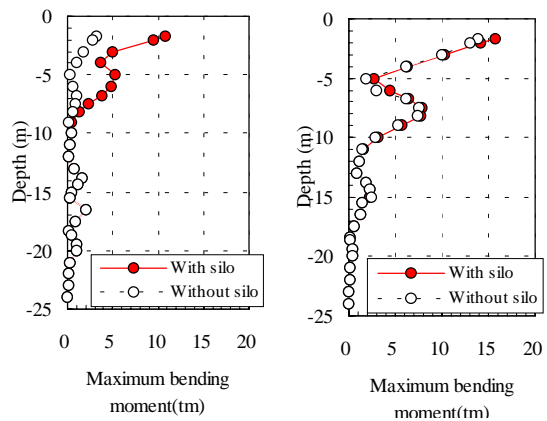 0
-5
-10
-15
-20
-25
Depth (m)
With silo
Without silo
0 5 10 15 20
Maximum bending
moment(tm)
0
-5
-10
-15
-20
-25
Depth (m)
With silo
Without silo
0 5 10 15 20
Maximum bending
moment(tm)